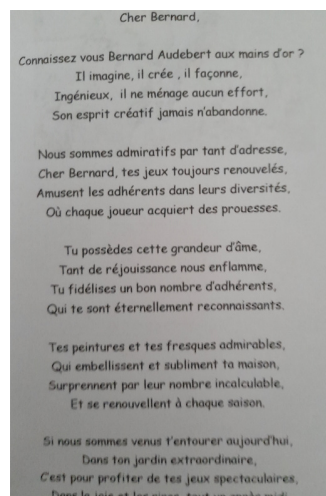 Cher Bernard,
Connaissez vous Bernard Audebert aux mains d'or ?
Il imagine, il crée , il façonne,
Ingénieux, il ne ménage aucun effort,
Son esprit créatif jamais n'abandonne.
Nous sommes admiratifs par tant d'adresse,
Cher Bernard, tes jeux toujours renouvelés,
Amusent les adhérents dans leurs diversités,
Où chaque joueur acquiert des prouesses.
Tu possèdes cette grandeur d'âme,
Tant de réjouissance nous enflamme,
Tu fidélises un bon nombre d'adhérents,
Qui te sont éternellement reconnaissants.
Tes peintures et tes fresques admirables,
Qui embellissent et subliment ta maison,
Surprennent par leur nombre incalculable,
Et se renouvellent à chaque saison.
Si nous sommes venus t'entourer aujourd'hui,
Dans ton jardin extraordinaire,
C'est pour profiter de tes jeux spectaculaires,
Dans la joie et les